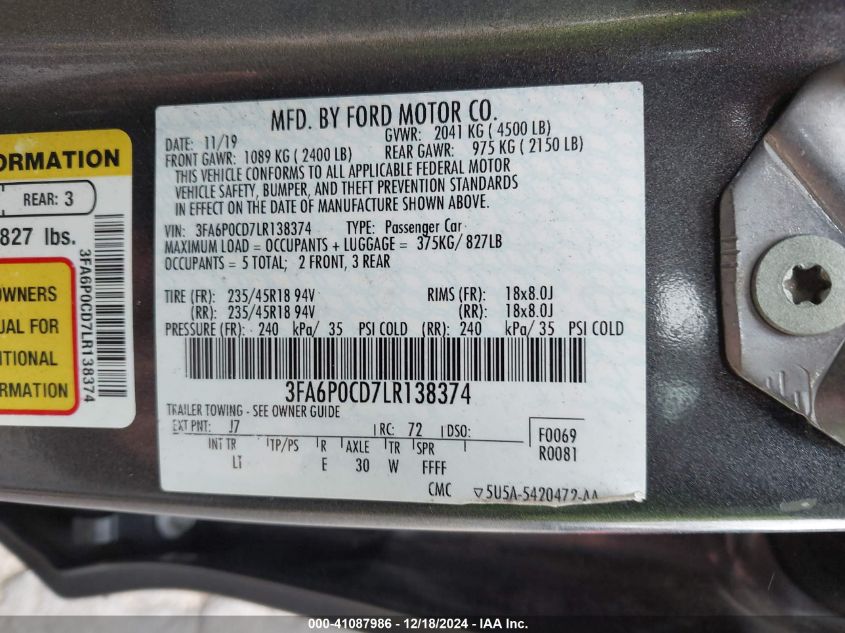 ORMATION
REAR: 3
827 lbs.
OWNERS
UAL FOR
ITIONAL
FORMATION
3FA6P0CD7LR138374
MFD. BY FORD MOTOR CO.
DATE: 11/19 GVWR: 2041 KG ( 4500 LB)
FRONT GAWR: 1089 KG ( 2400 LB) REAR GAWR: 975 KG ( 2150 LB)
THIS VEHICLE CONFORMS TO ALL APPLICABLE FEDERAL MOTOR
VEHICLE SAFETY, BUMPER, AND THEFT PREVENTION STANDARDS
IN EFFECT ON THE DATE OF MANUFACTURE SHOWN ABOVE.
VIN: 3FA6P0CD7LR138374 TYPE: Passenger Car
MAXIMUM LOAD = OCCUPANTS + LUGGAGE = 375KG/ 827LB
OCCUPANTS: = 5 TOTAL; 2 FRONT, 3 REAR
TIRE (FR): 235/45R18 94V RIMS (FR): 18x8.0J
(RR): 235/45R18 94V (RR): 18x8.0J
PRESSURE (FR): 240 kPa/ 35 PSI COLD (RR): 240 kPa/ 35 PSI COLD
3FA6P0CD7LR138374
TRAILER TOWING - SEE OWNER GUIDE
EXT PNT: J7 RC: 72 DSO: F0069
R0081
INT TR TP/PS R AXLE TR SPR
LT E 30 W FFFF
CMC ▽5U5A-5420472-AA
000-41087986 - 12/18/2024 - IAA Inc.